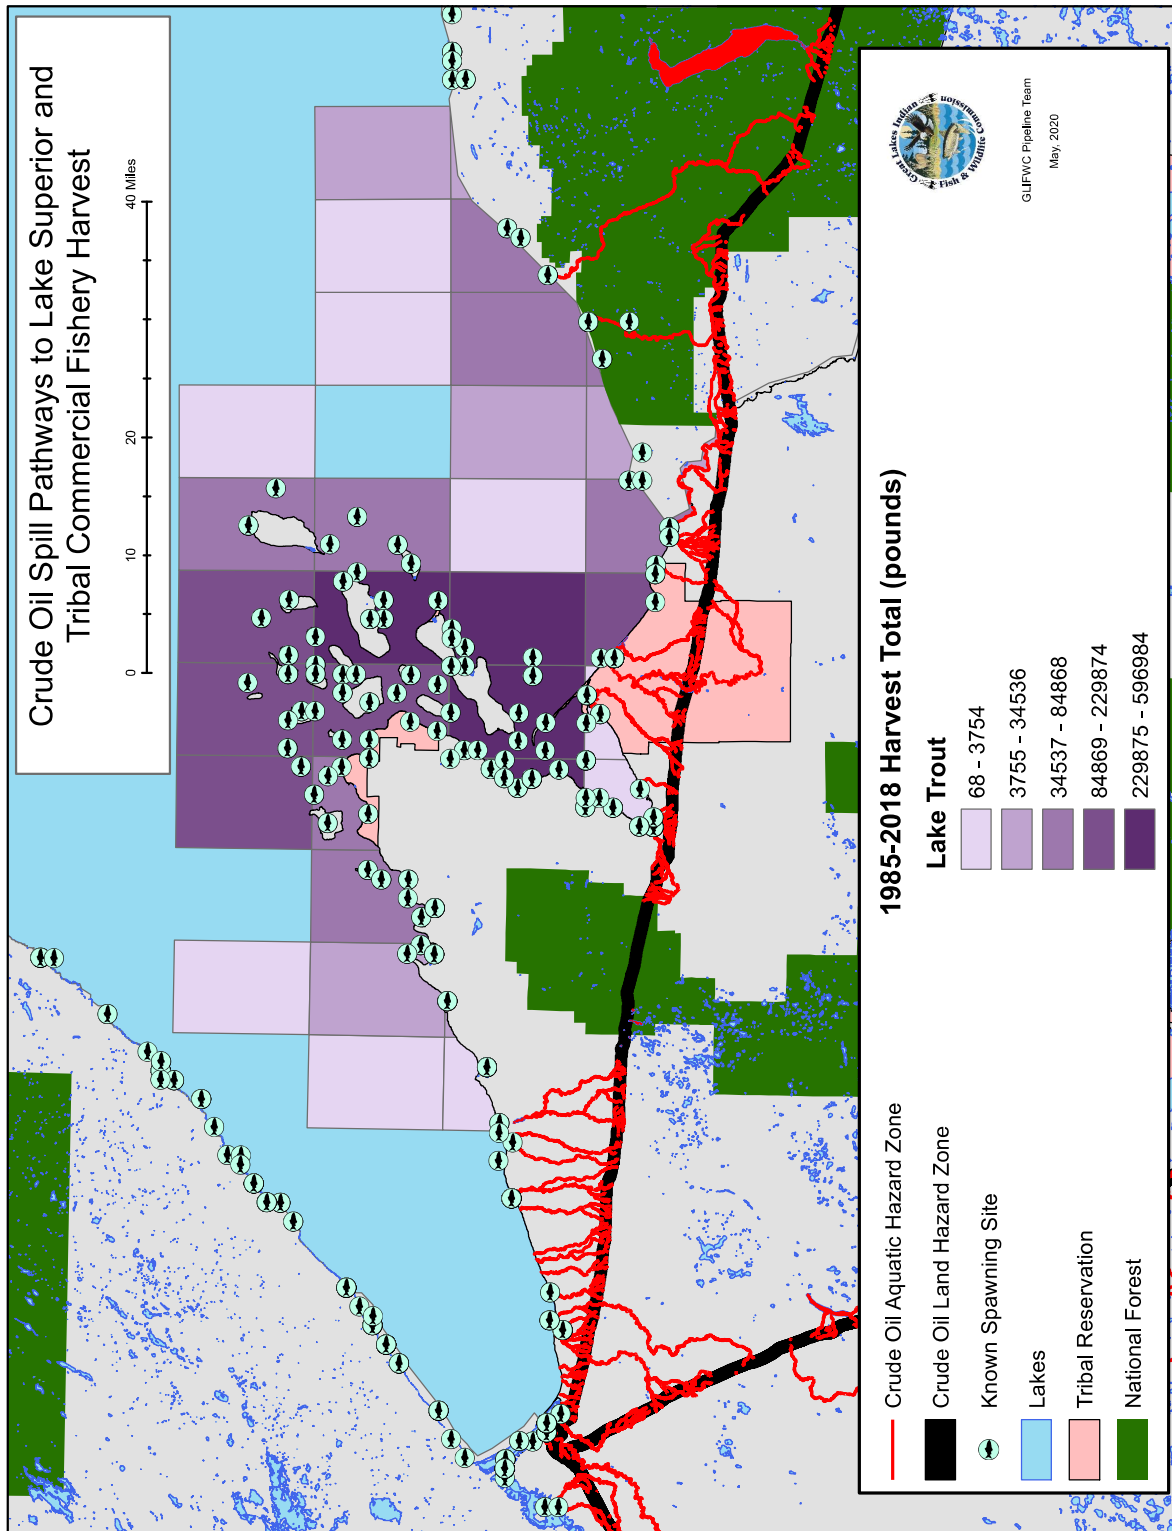 Crude Oil Spill Pathways to Lake Superior and
Tribal Commercial Fishery Harvest
0
10
20
40 Miles
Crude Oil Aquatic Hazard Zone
Crude Oil Land Hazard Zone
Known Spawning Site
Lakes
Tribal Reservation
National Forest
1985-2018 Harvest Total (pounds)
Lake Trout
68 - 3754
3755 - 34536
34537 - 84868
84869 - 229874
229875 - 596984
Great Lakes Indian
Fish & Wildlife Commission
GLIFWC Pipeline Team
May, 2020